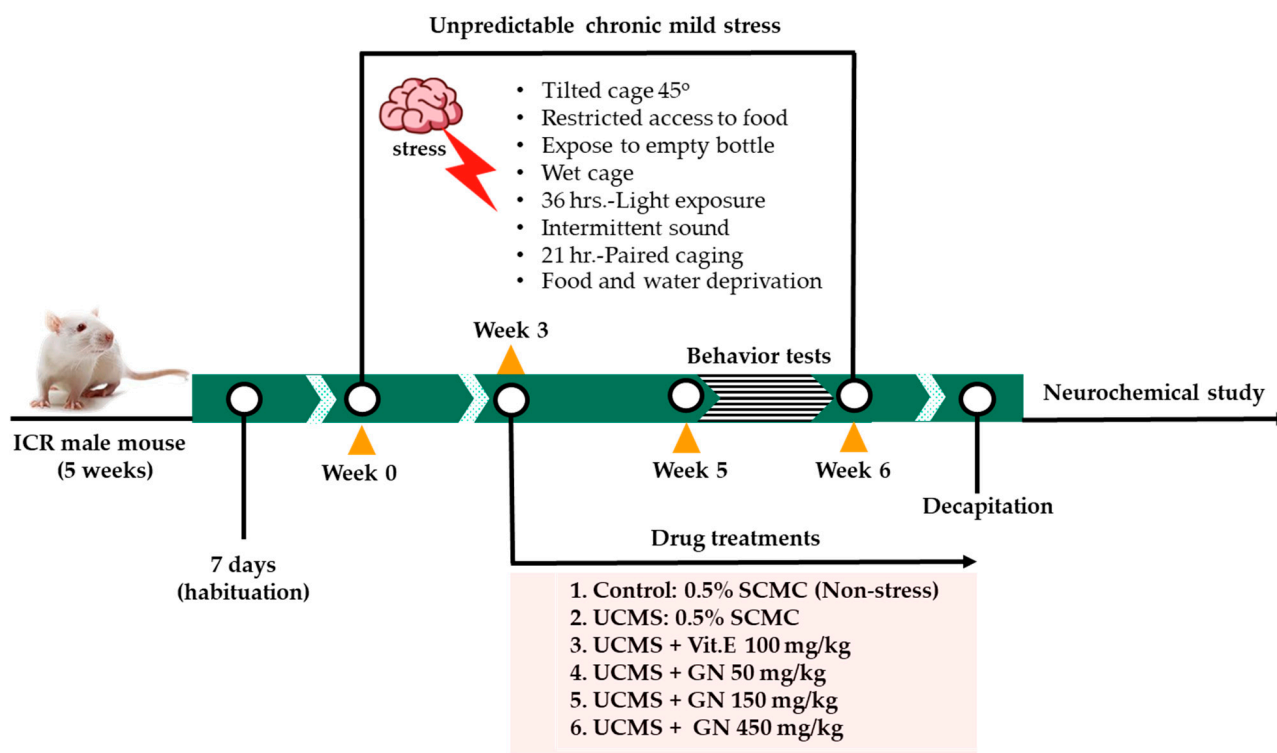 Unpredictable chronic mild stress
stress
• Tilted cage 45°
• Restricted access to food
• Expose to empty bottle
• Wet cage
• 36 hrs.-Light exposure
• Intermittent sound
• 21 hr.-Paired caging
• Food and water deprivation
Week 3
Behavior tests
Neurochemical study
ICR male mouse
(5 weeks)
Week 0
Week 5
Week 6
Decapitation
7 days
(habituation)
Drug treatments
1. Control: 0.5% SCMC (Non-stress)
2. UCMS: 0.5% SCMC
3. UCMS + Vit.E 100 mg/kg
4. UCMS + GN 50 mg/kg
5. UCMS + GN 150 mg/kg
6. UCMS + GN 450 mg/kg